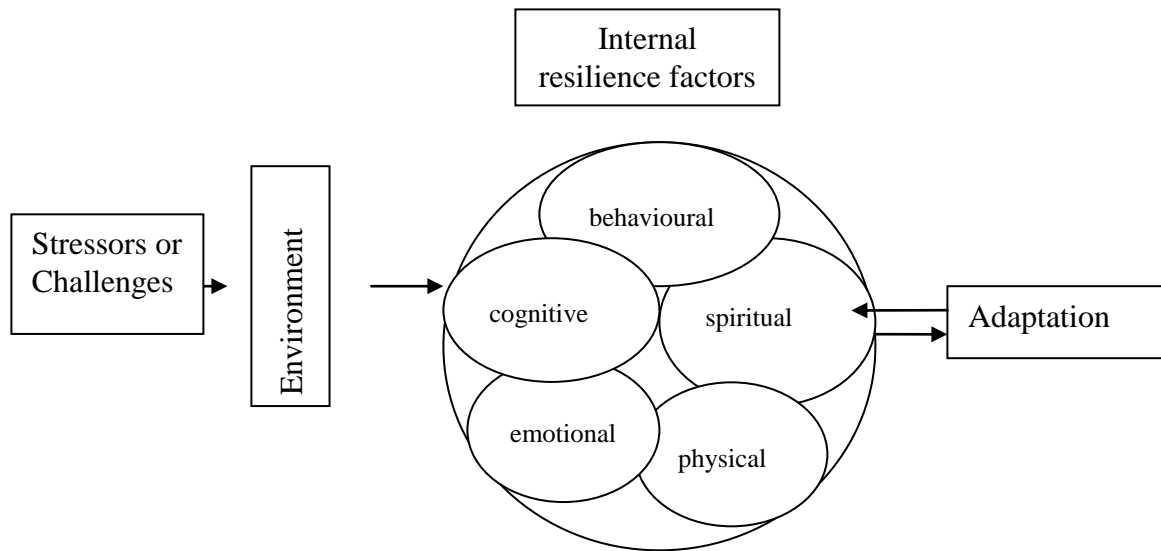 Internal
resilience factors
Stressors or
Challenges
Environment
behavioural
cognitive
spiritual
emotional
physical
Adaptation